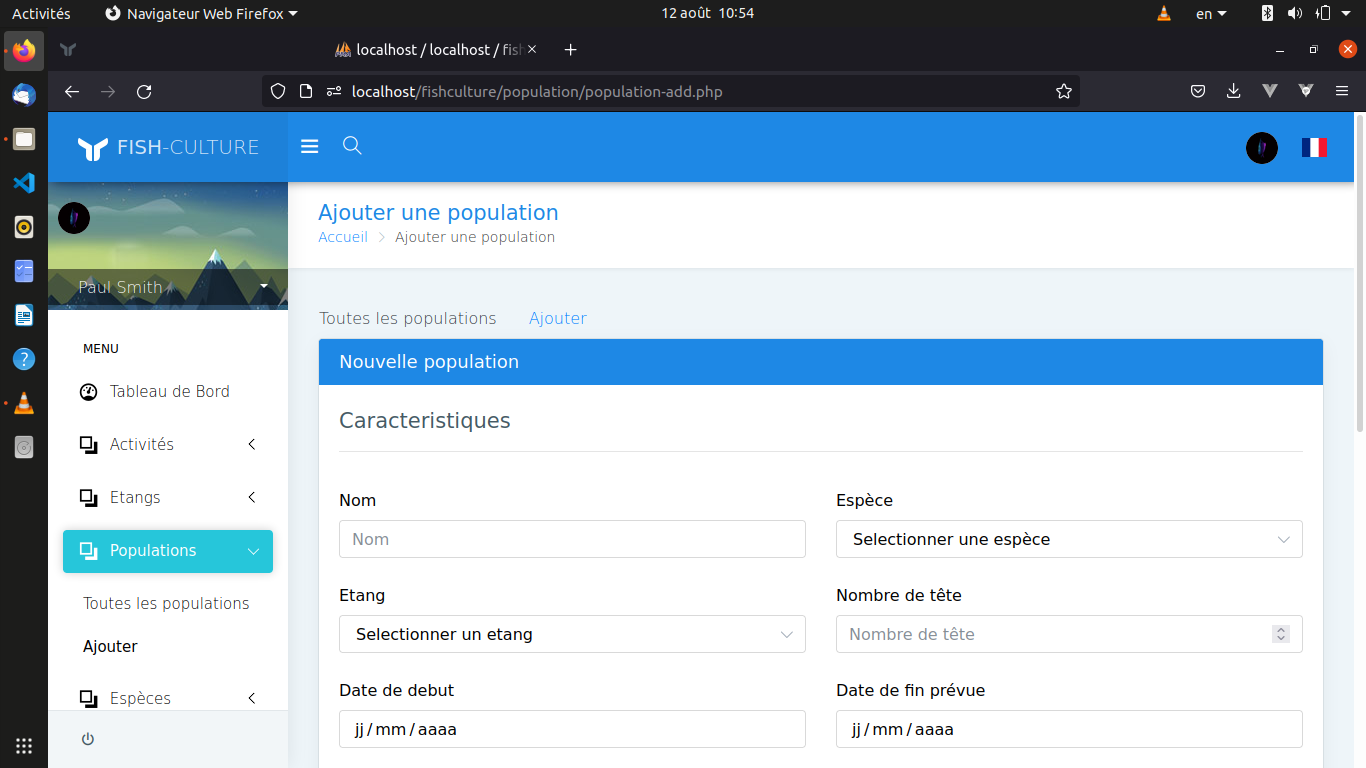 Activités Navigateur Web Firefox 12 août 10:54 en
localhost / localhost / fish
localhost/fishculture/population/population-add.php
FISH-CULTURE
Paul Smith
MENU
Tableau de Bord
Activités
Etangs
Populations
Toutes les populations
Ajouter
Espèces
Ajouter une population
Accueil Ajouter une population
Toutes les populations Ajouter
Nouvelle population
Caracteristiques
Nom Espèce
Nom Selectionner une espèce
Etang Nombre de tête
Selectionner un etang Nombre de tête
Date de debut Date de fin prévue
jj/mm/aaaa jj/mm/aaaa